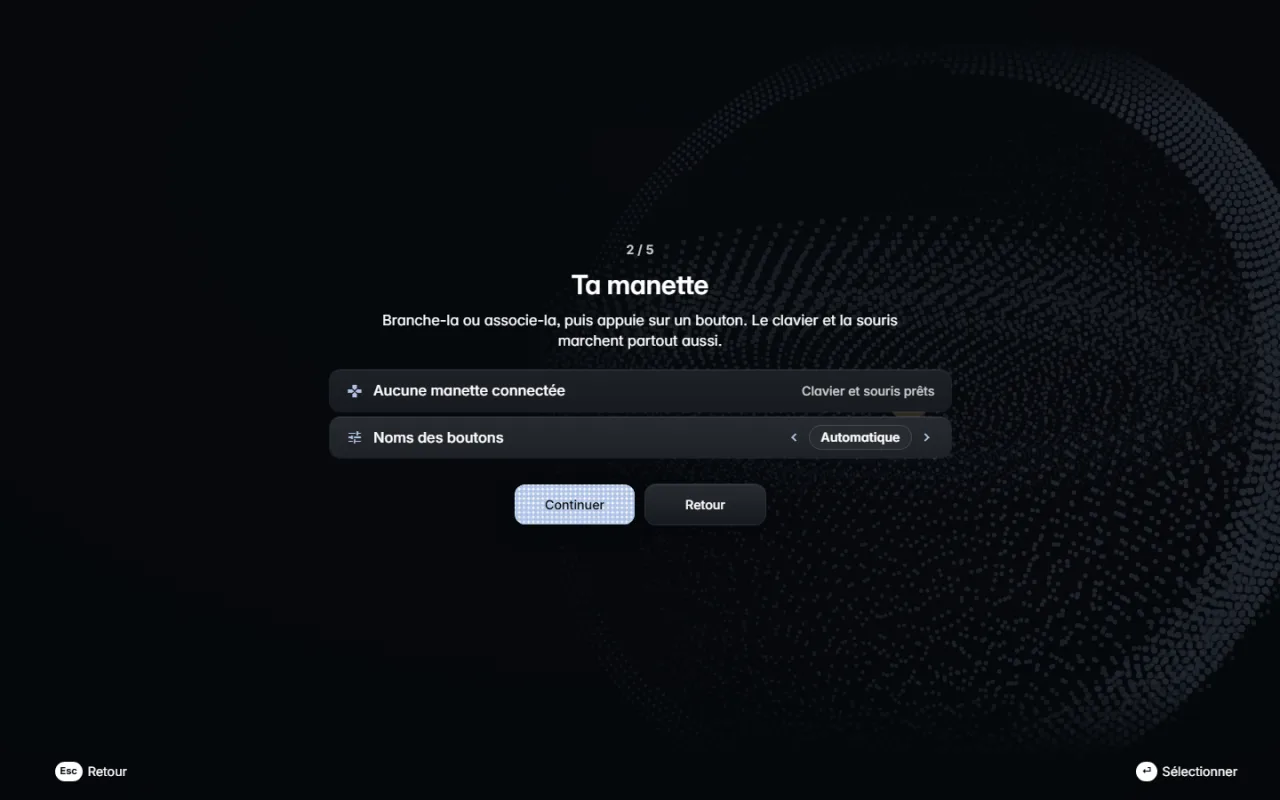 2 / 5
Ta manette
Branche-la ou associe-la, puis appuie sur un bouton. Le clavier et la souris
marchent partout aussi.
Aucune manette connectée Clavier et souris prêts
Noms des boutons Automatique
Continuer Retour
Esc Retour Sélectionner